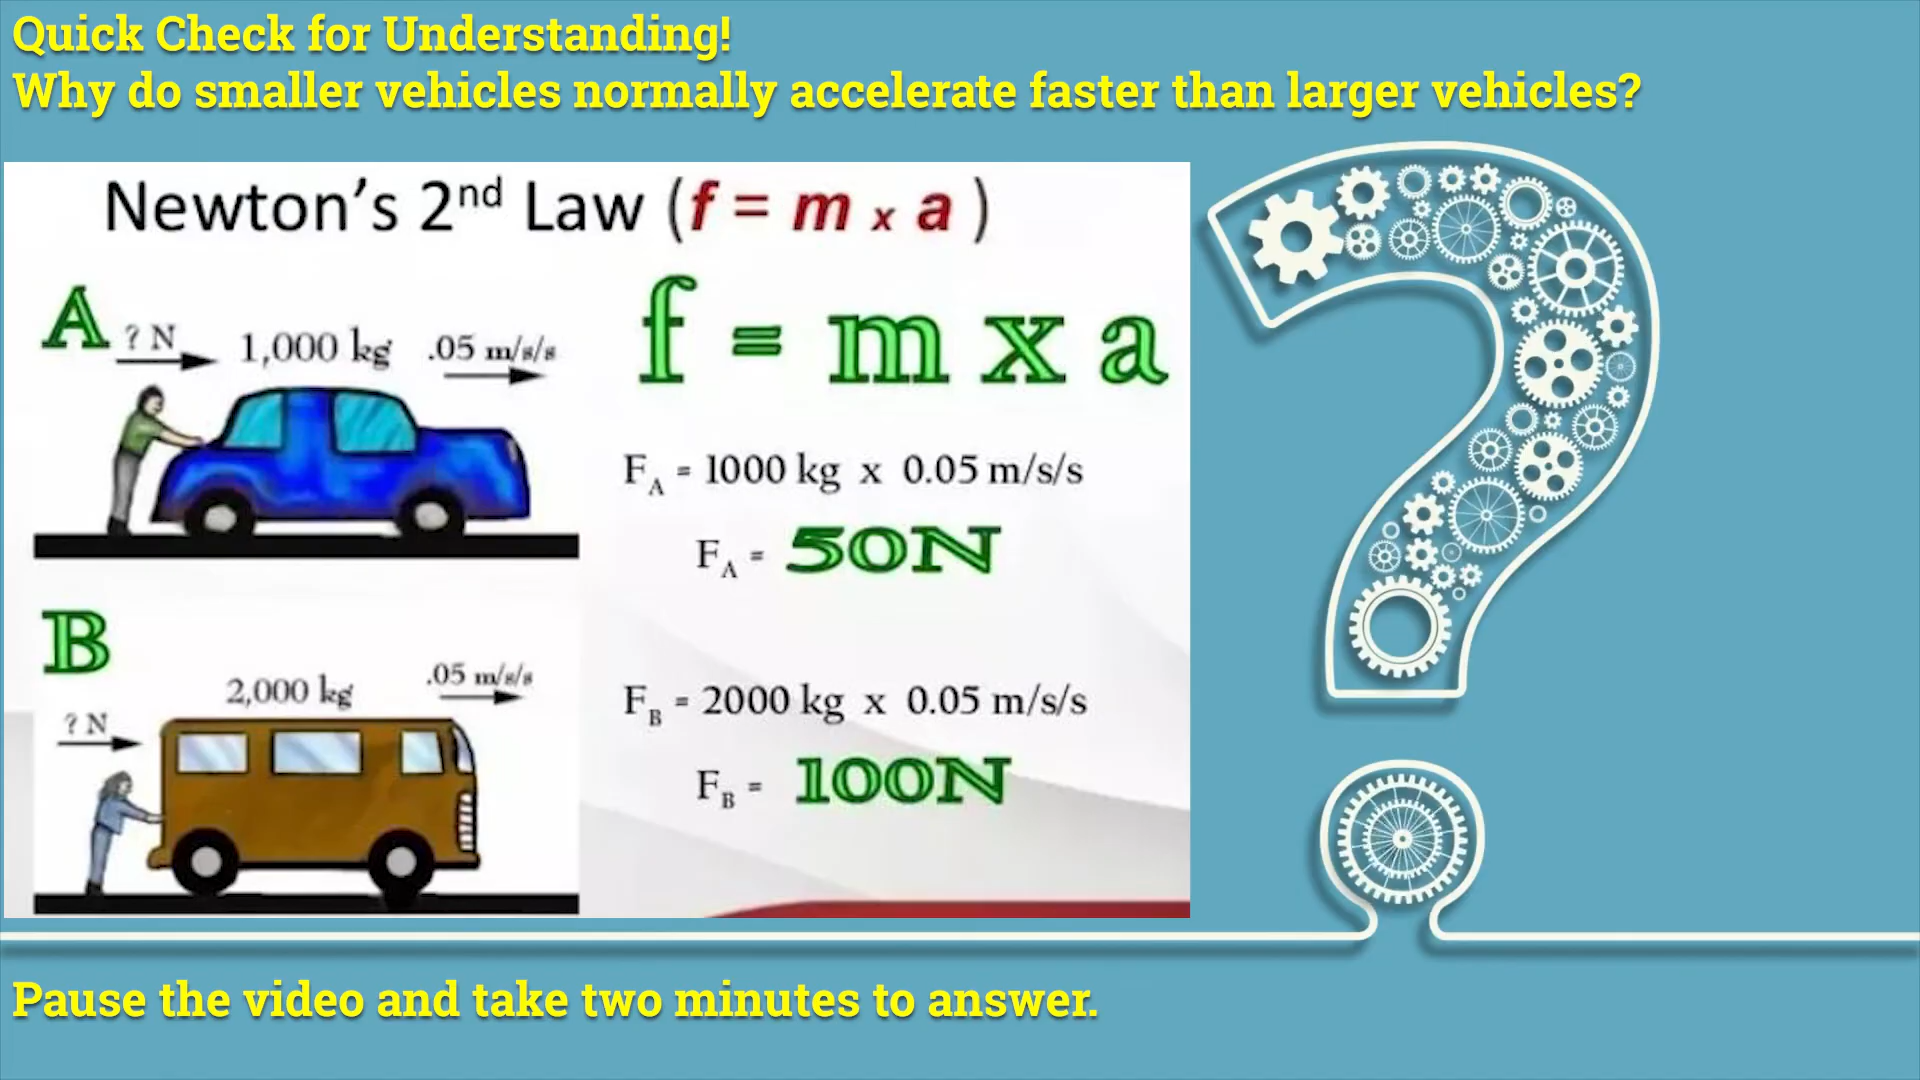 Quick Check for Understanding!
Why do smaller vehicles normally accelerate faster than larger vehicles?
Newton's 2nd Law (f = m x a)
A
? N
1,000 kg
.05 m/s/s
f = m x a
FA = 1000 kg x 0.05 m/s/s
FA = 50N
B
2,000 kg
.05 m/s/s
? N
FB = 2000 kg x 0.05 m/s/s
FB = 100N
Pause the video and take two minutes to answer.